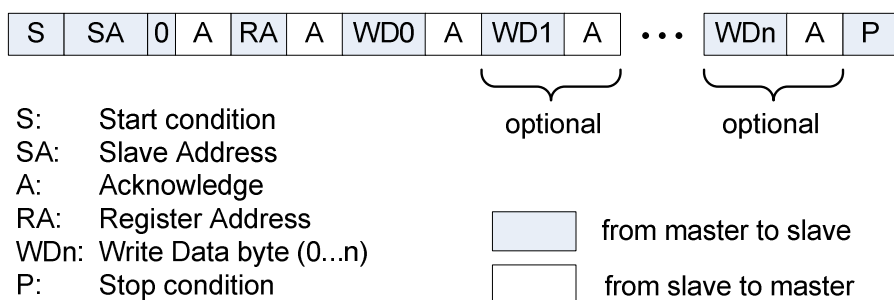 S SA 0 A RA A WD0 A WD1 A • • • WDn A P
optional optional
S: Start condition
SA: Slave Address
A: Acknowledge
RA: Register Address
WDn: Write Data byte (0...n)
P: Stop condition
from master to slave
from slave to master